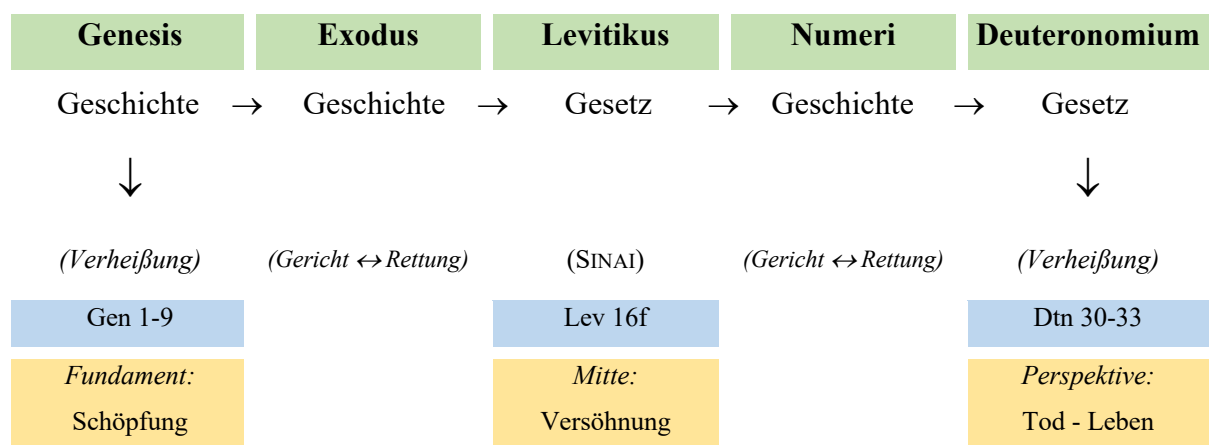 Genesis Exodus Levitikus Numeri Deuteronomium
Geschichte → Geschichte → Gesetz → Geschichte → Gesetz
↓ ↓
(Verheißung) (Gericht ↔ Rettung) (SINAI) (Gericht ↔ Rettung) (Verheißung)
Gen 1-9 Lev 16f Dtn 30-33
Fundament: Mitte: Perspektive:
Schöpfung Versöhnung Tod - Leben